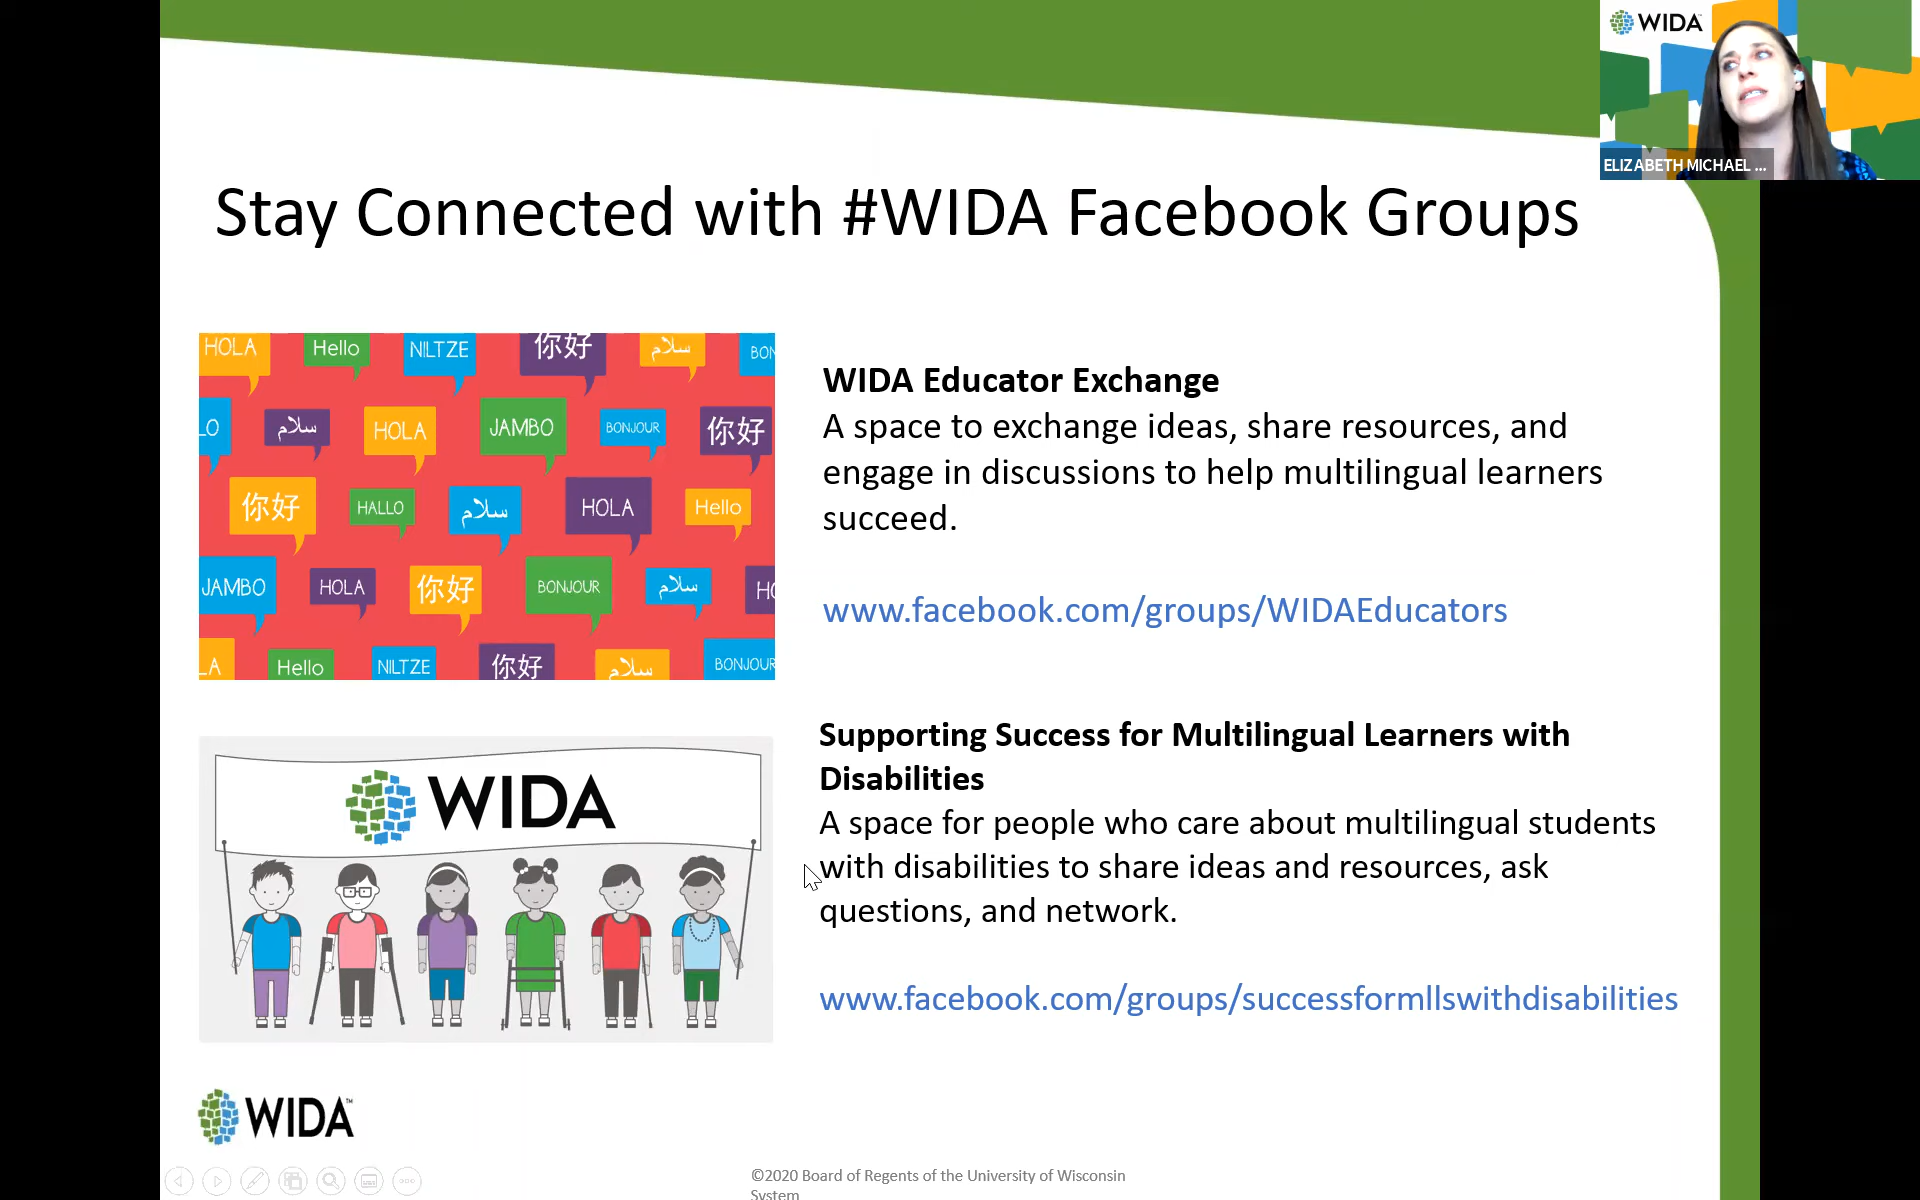 WIDA
ELIZABETH MICHAEL ...
Stay Connected with #WIDA Facebook Groups
HOLA Hello NILTZE 你好 سلام BON
LO سلام HOLA JAMBO BONJOUR 你好
你好 HALLO سلام HOLA Hello
JAMBO HOLA 你好 BONJOUR سلام HO
LA Hello NILTZE 你好 سلام BONJOUR
WIDA Educator Exchange
A space to exchange ideas, share resources, and
engage in discussions to help multilingual learners
succeed.
www.facebook.com/groups/WIDAEducators
WIDA
Supporting Success for Multilingual Learners with
Disabilities
A space for people who care about multilingual students
with disabilities to share ideas and resources, ask
questions, and network.
www.facebook.com/groups/successformllswithdisabilities
WIDA™
©2020 Board of Regents of the University of Wisconsin
System